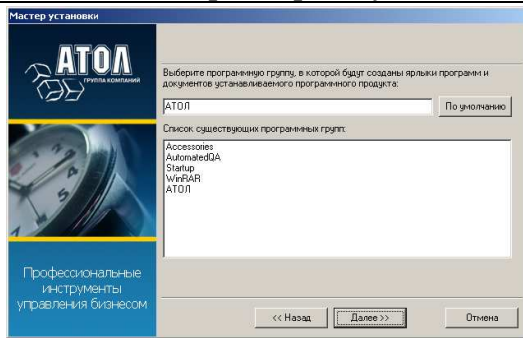 Мастер установки
АТОЛ
ГРУППА КОМПАНИЙ
Выберите программную группу, в которой будут созданы ярлыки программ и
документов устанавливаемого программного продукта:
АТОЛ
По умолчанию
Список существующих программных групп:
Accessories
AutomatedQA
Startup
WinRAR
АТОЛ
Профессиональные
инструменты
управления бизнесом
<< Назад
Далее >>
Отмена